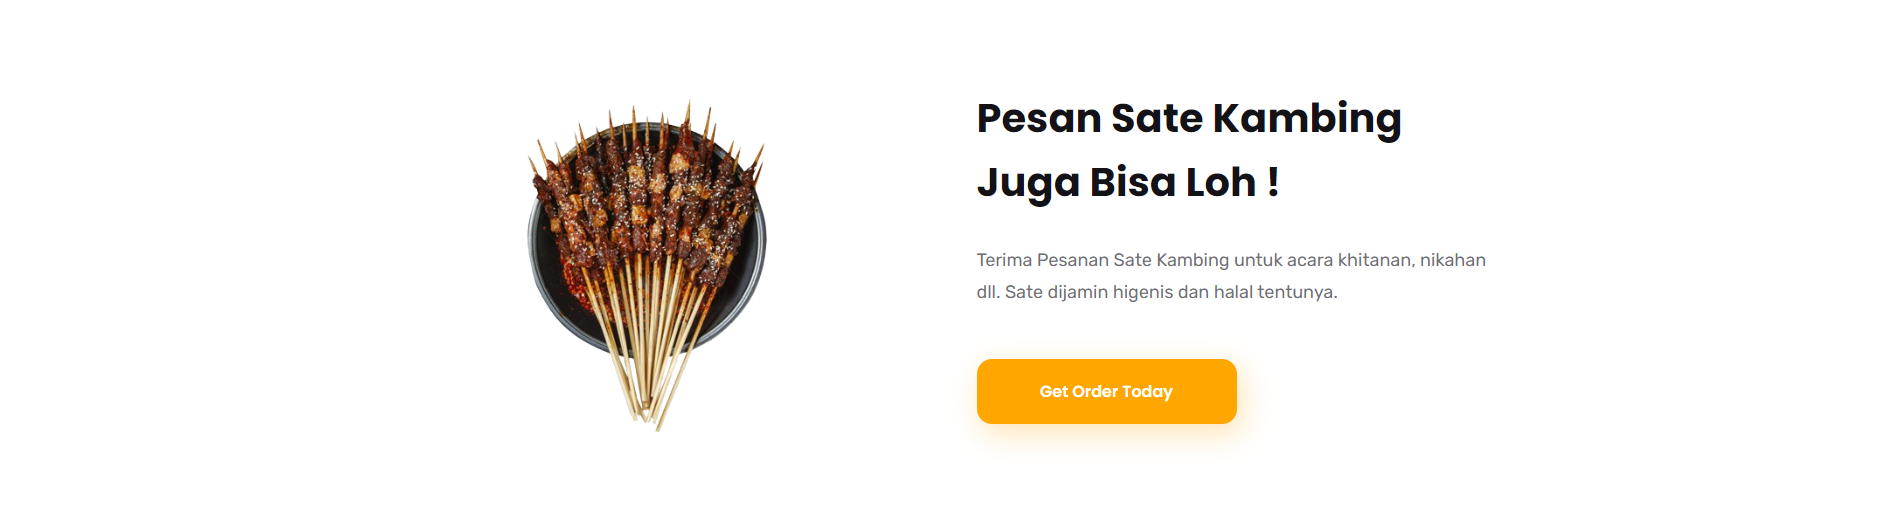 Pesan Sate Kambing
Juga Bisa Loh !
Terima Pesanan Sate Kambing untuk acara khitanan, nikahan
dll. Sate dijamin higenis dan halal tentunya.
Get Order Today